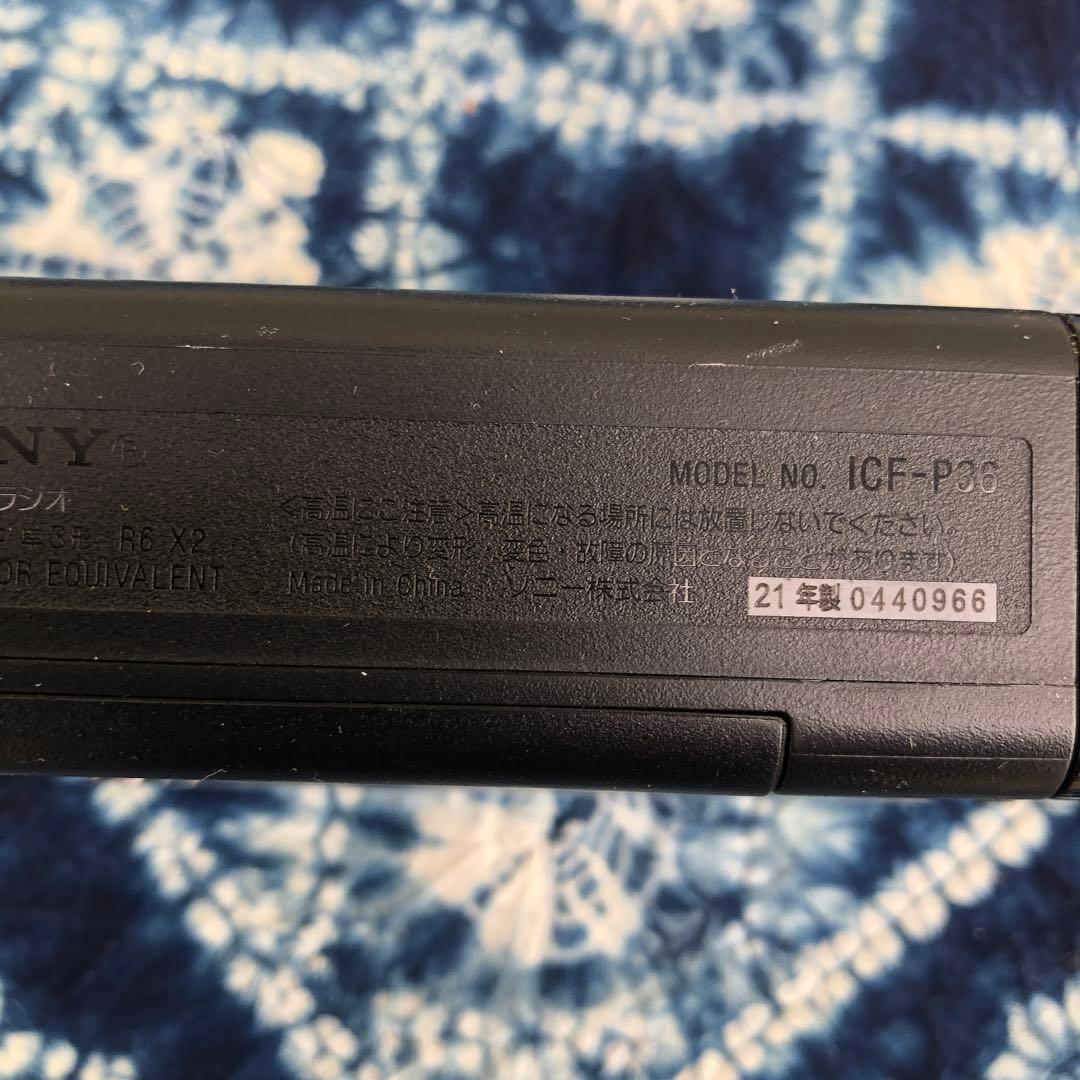 NY
ラジオ
単3形 R6 X2
OR EQUIVALENT
MODEL NO. ICF-P36
<高温にご注意>高温になる場所には放置しないでください。
(高温により変形・変色・故障の原因となることがあります)
Made in China ソニー株式会社
21年製 0440966